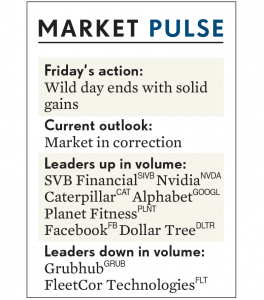 MARKET PULSE
Friday's action:
Wild day ends with solid
gains
Current outlook:
Market in correction
Leaders up in volume:
SVB Financial SIVB Nvidia NVDA
Caterpillar CAT Alphabet GOOGL
Planet Fitness PLNT
Facebook FB Dollar Tree DLTR
Leaders down in volume:
Grubhub GRUB
FleetCor Technologies FLT